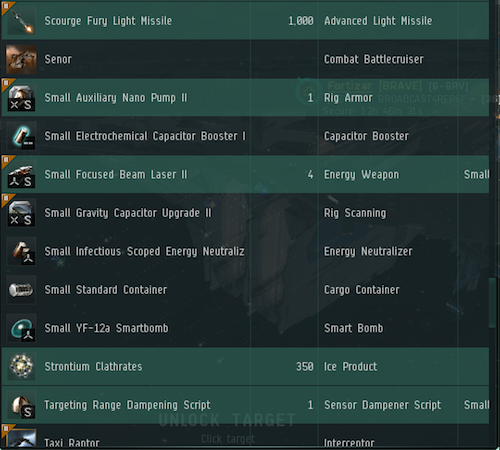 Scourge Fury Light Missile 1,000 Advanced Light Missile
Senor Combat Battlecruiser
Fortizar [BRAVE] [G-GRV]
Small Auxiliary Nano Pump II 1 Rig Armor
Small Electrochemical Capacitor Booster I Capacitor Booster
Small Focused Beam Laser II 4 Energy Weapon Small
Small Gravity Capacitor Upgrade II Rig Scanning
Small Infectious Scoped Energy Neutraliz Energy Neutralizer
Small Standard Container Cargo Container
Small YF-12a Smartbomb Smart Bomb
Strontium Clathrates 350 Ice Product
Targeting Range Dampening Script 1 Sensor Dampener Script Small
UNLOCK TARGET
Click target
Taxi Raptor Interceptor